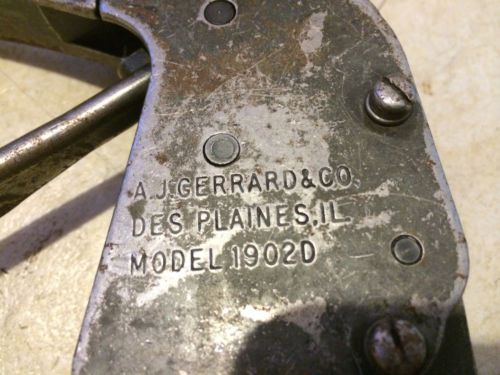 A.J.GERRARD&CO.
DES PLAINES,IL.
MODEL 1902D